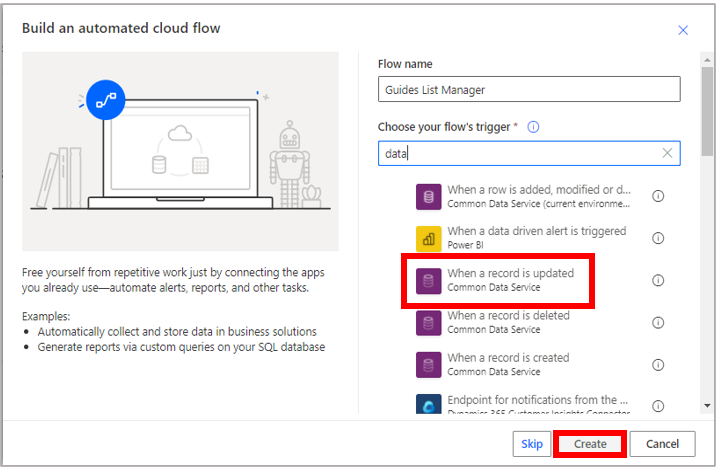 Build an automated cloud flow
Free yourself from repetitive work just by connecting the apps
you already use—automate alerts, reports, and other tasks.
Examples:
• Automatically collect and store data in business solutions
• Generate reports via custom queries on your SQL database
Flow name
Guides List Manager
Choose your flow's trigger *
data
When a row is added, modified or d...
Common Data Service (current environme...
When a data driven alert is triggered
Power BI
When a record is updated
Common Data Service
When a record is deleted
Common Data Service
When a record is created
Common Data Service
Endpoint for notifications from the ...
Dynamics 365 Customer Insights Connector
Skip
Create
Cancel